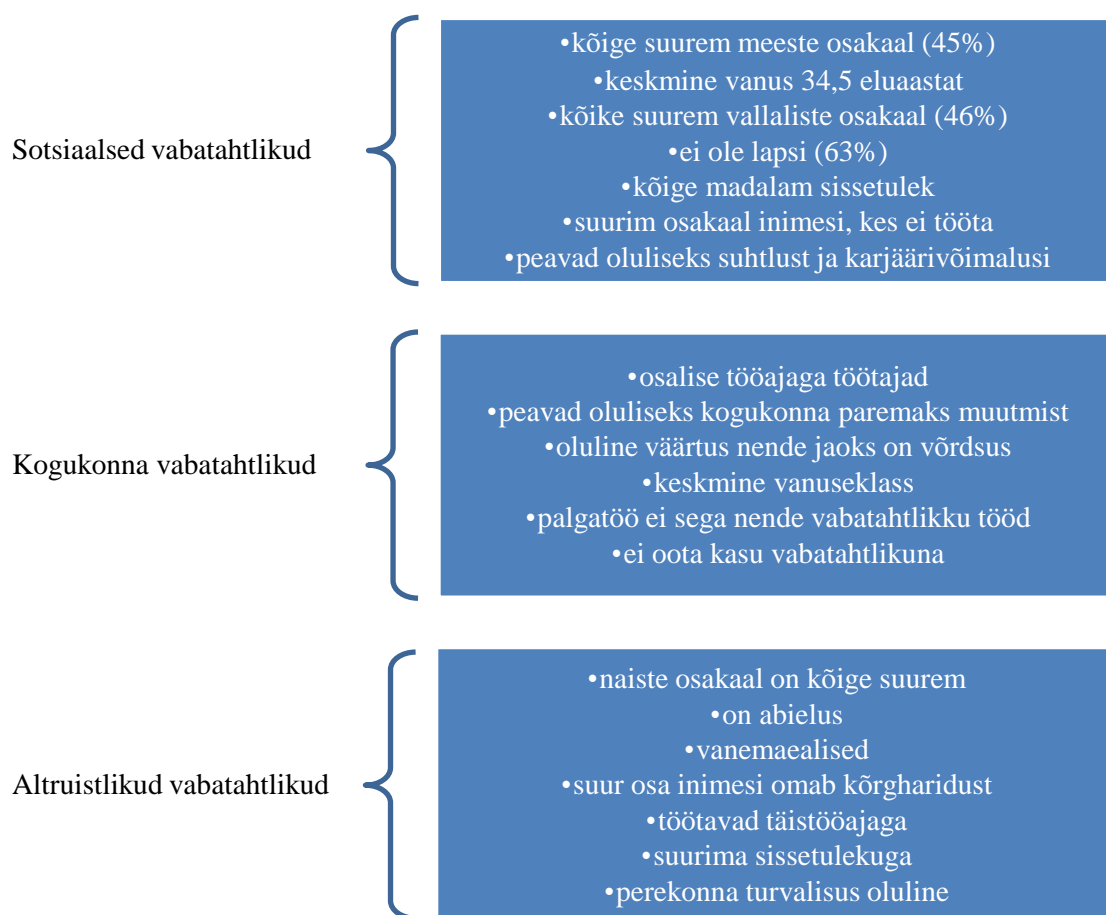 Sotsiaalsed vabatahtlikud
•kõige suurem meeste osakaal (45%)
•keskmine vanus 34,5 eluaastat
•kõike suurem vallaliste osakaal (46%)
•ei ole lapsi (63%)
•kõige madalam sissetulek
•suurim osakaal inimesi, kes ei tööta
•peavad oluliseks suhtlust ja karjäärivõimalusi
Kogukonna vabatahtlikud
•osalise tööajaga töötajad
•peavad oluliseks kogukonna paremaks muutmist
•oluline väärtus nende jaoks on võrdsus
•keskmine vanuseklass
•palgatöö ei sega nende vabatahtlikku tööd
•ei oota kasu vabatahtlikuna
Altruistlikud vabatahtlikud
•naiste osakaal on kõige suurem
•on abielus
•vanemaealised
•suur osa inimesi omab kõrgharidust
•töötavad täistööajaga
•suurima sissetulekuga
•perekonna turvalisus oluline